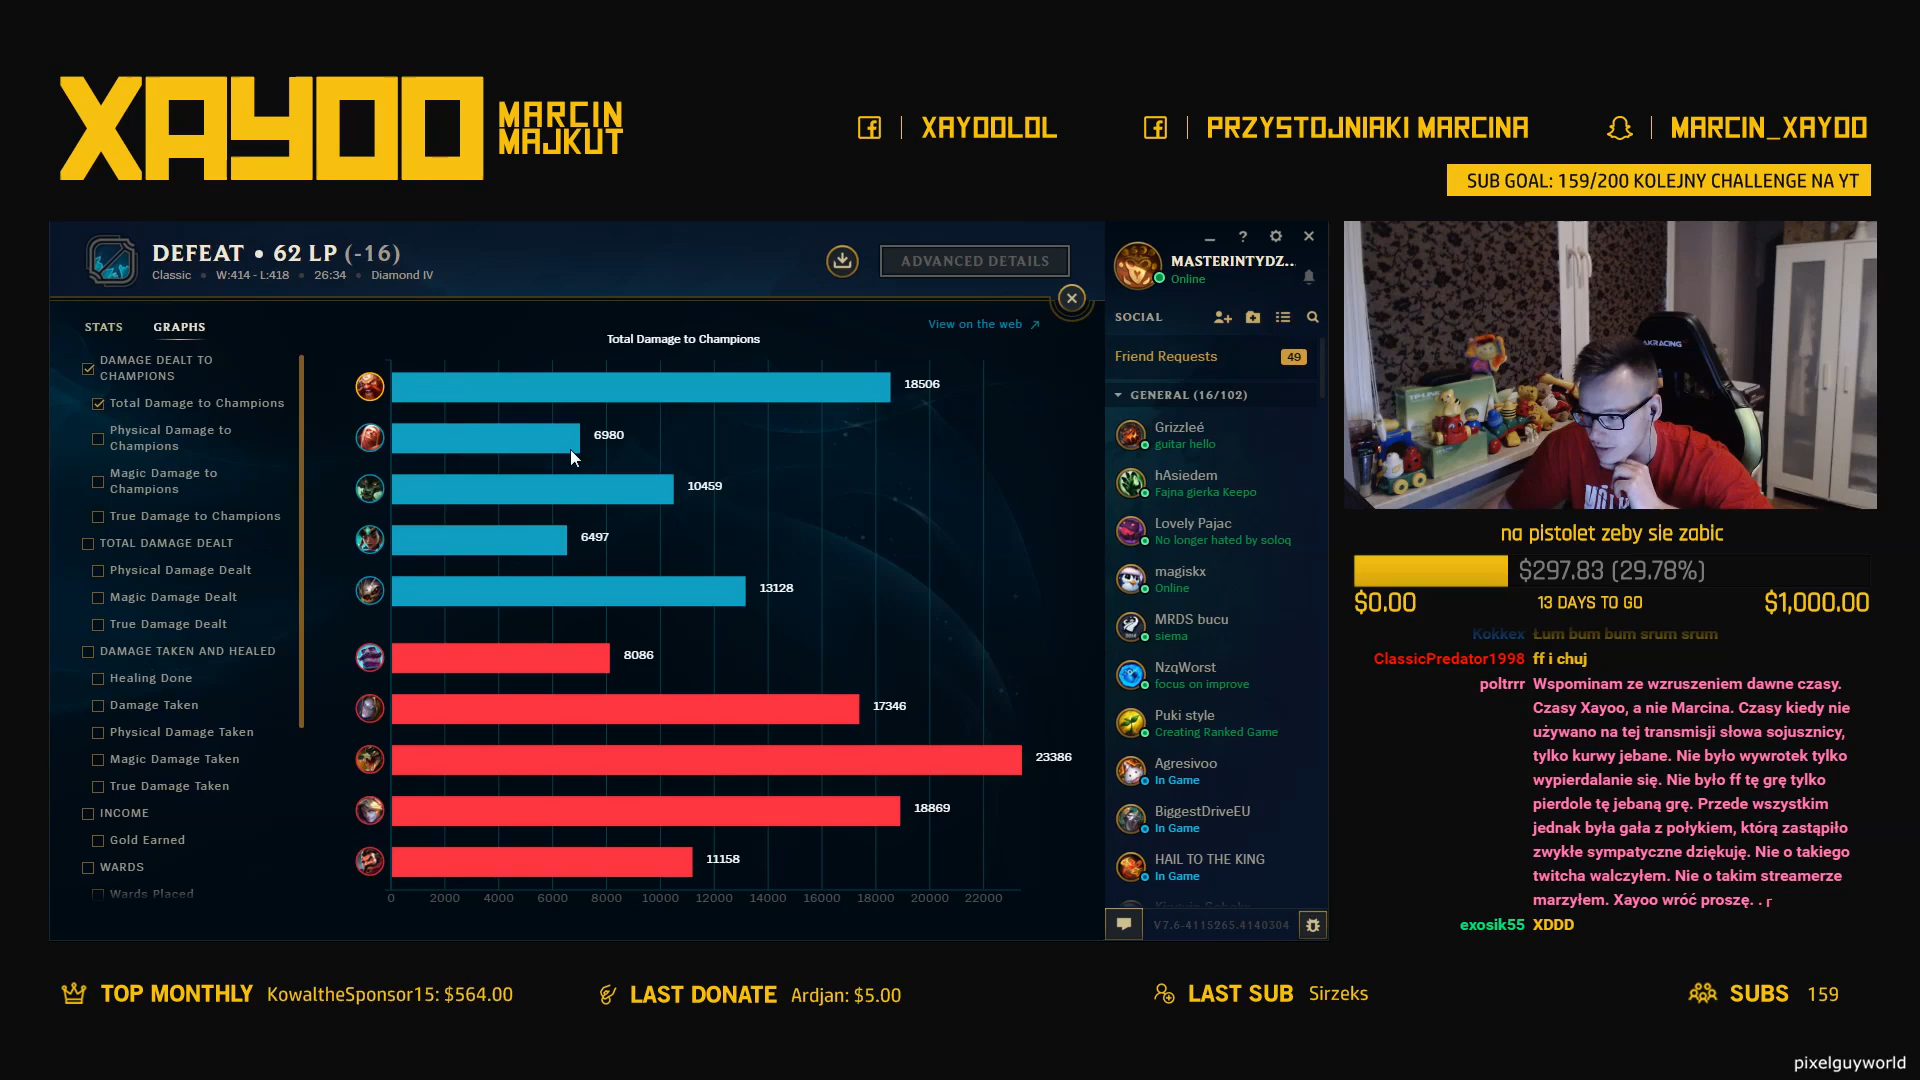 XAYOO
MARCIN
MAJKUT
XAYOOLOL
PRZYSTOJNIAKI MARCINA
MARCIN_XAYOO
SUB GOAL: 159/200 KOLEJNY CHALLENGE NA YT
DEFEAT • 62 LP (-16)
Classic • W:414 - L:418 • 26:34 • Diamond IV
ADVANCED DETAILS
STATS
GRAPHS
View on the web
Total Damage to Champions
DAMAGE DEALT TO
CHAMPIONS
Total Damage to Champions
Physical Damage to
Champions
Magic Damage to
Champions
True Damage to Champions
TOTAL DAMAGE DEALT
Physical Damage Dealt
Magic Damage Dealt
True Damage Dealt
DAMAGE TAKEN AND HEALED
Healing Done
Damage Taken
Physical Damage Taken
Magic Damage Taken
True Damage Taken
INCOME
Gold Earned
WARDS
Wards Placed
18506
6980
10459
6497
13128
8086
17346
23386
18869
11158
0 2000 4000 6000 8000 10000 12000 14000 16000 18000 20000 22000
MASTERINTYDZ...
Online
SOCIAL
Friend Requests 49
GENERAL (16/102)
Grizzleé
guitar hello
hAsiedem
Fajna gierka Keepo
Lovely Pajac
No longer hated by soloq
magiskx
Online
MRDS bucu
siema
NzqWorst
focus on improve
Puki style
Creating Ranked Game
Agresivoo
In Game
BiggestDriveEU
In Game
HAIL TO THE KING
In Game
V7.6-4115265.4140304
AKRACING
TP-LINK
na pistolet zeby sie zabic
$297.83 (29.78%)
$0.00
13 DAYS TO GO
$1,000.00
Kokkex Łum bum bum srum srum
ClassicPredator1998 ff i chuj
poltrrr Wspominam ze wzruszeniem dawne czasy.
Czasy Xayoo, a nie Marcina. Czasy kiedy nie
używano na tej transmisji słowa sojusznicy,
tylko kurwy jebane. Nie było wywrotek tylko
wypierdalanie się. Nie było ff tę grę tylko
pierdole tę jebaną grę. Przede wszystkim
jednak była gała z połykiem, którą zastąpiło
zwykłe sympatyczne dziękuję. Nie o takiego
twitcha walczyłem. Nie o takim streamerze
marzyłem. Xayoo wróć proszę. . r
exosik55 XDDD
TOP MONTHLY KowaltheSponsor15: $564.00
LAST DONATE Ardjan: $5.00
LAST SUB Sirzeks
SUBS 159
pixelguyworld